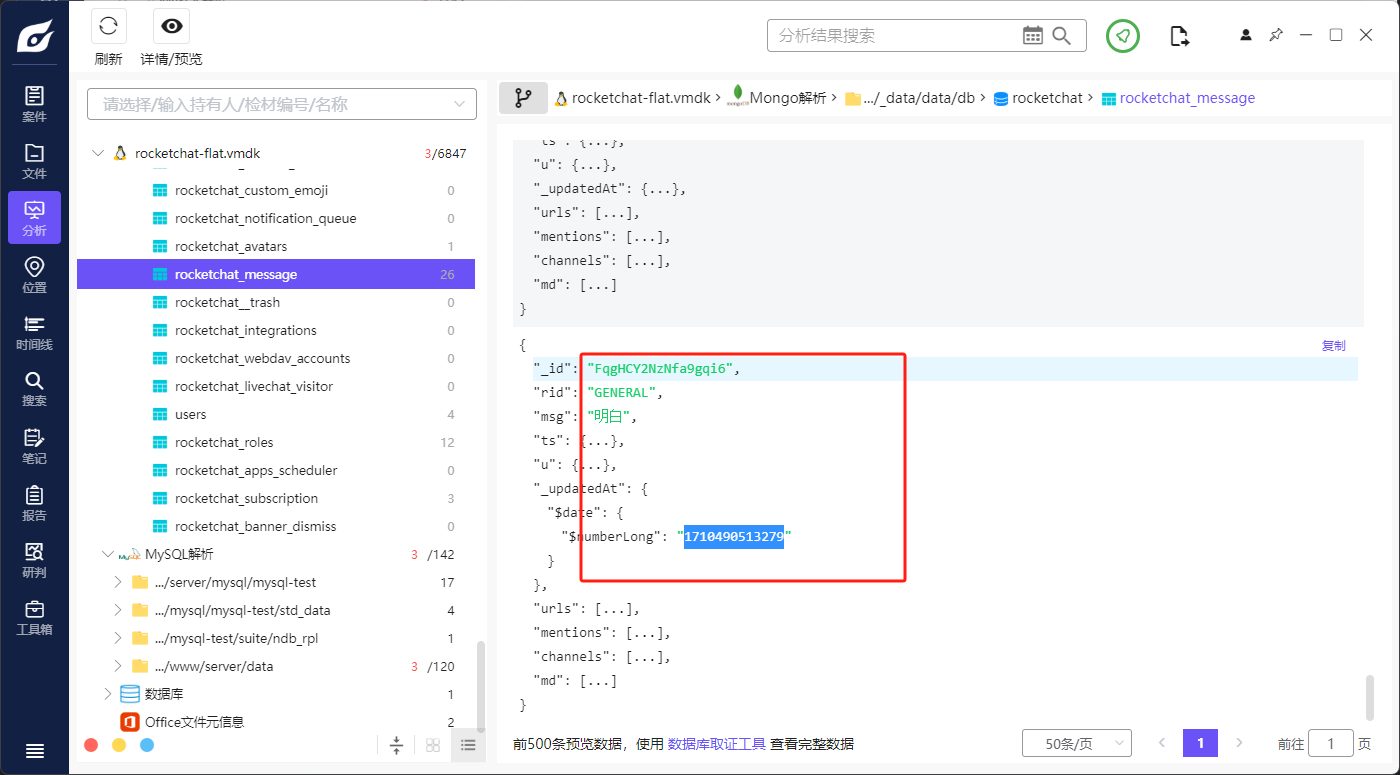 刷新
详情/预览
分析结果搜索
案件
文件
分析
位置
时间线
搜索
笔记
报告
研判
工具箱
请选择/输入持有人/检材编号/名称
rocketchat-flat.vmdk 3/6847
rocketchat_custom_emoji 0
rocketchat_notification_queue 0
rocketchat_avatars 1
rocketchat_message 26
rocketchat__trash 0
rocketchat_integrations 0
rocketchat_webdav_accounts 0
rocketchat_livechat_visitor 0
users 4
rocketchat_roles 12
rocketchat_apps_scheduler 0
rocketchat_subscription 3
rocketchat_banner_dismiss 0
MySQL解析 3 /142
.../server/mysql/mysql-test 17
.../mysql/mysql-test/std_data 4
.../mysql-test/suite/ndb_rpl 1
.../www/server/data 3 /120
数据库 1
Office文件元信息 2
rocketchat-flat.vmdk > Mongo解析 > .../_data/data/db > rocketchat > rocketchat_message
"ts": {...},
"u": {...},
"_updatedAt": {...},
"urls": [...],
"mentions": [...],
"channels": [...],
"md": [...]
}
{
复制
"_id": "FqgHCY2NzNfa9gqi6",
"rid": "GENERAL",
"msg": "明白",
"ts": {...},
"u": {...},
"_updatedAt": {
"$date": {
"$numberLong": "1710490513279"
}
},
"urls": [...],
"mentions": [...],
"channels": [...],
"md": [...]
}
前500条预览数据，使用 数据库取证工具 查看完整数据
50条/页
1
前往 1 页